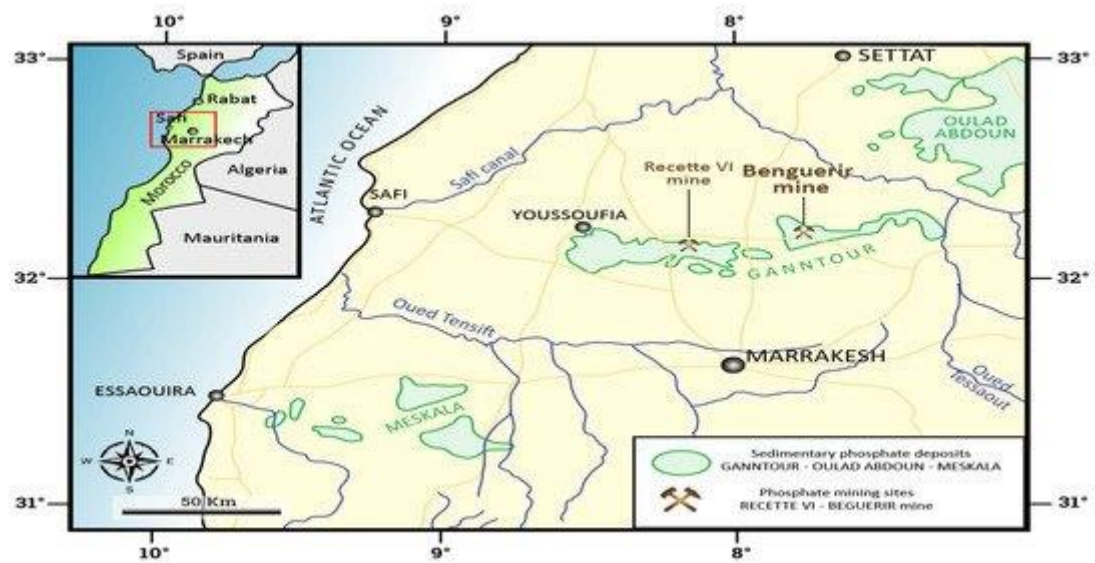 10°
9°
8°
33°
33°
Spain
Rabat
Safi
Marrakech
Morocco
Algeria
Mauritania
ATLANTIC OCEAN
SETTAT
OULAD
ABDOUN
Safi canal
Recette VI
mine
Benguerir
mine
SAFI
YOUSSOUFIA
GANNTOUR
32°
32°
Oued Tensift
MARRAKESH
ESSAOUIRA
MESKALA
Oued
Tessaout
N
W
E
S
50 Km
Sedimentary phosphate deposits
GANNTOUR - OULAD ABDOUN - MESKALA
Phosphate mining sites
RECETTE VI - BEGUERIR mine
31°
31°
10°
9°
8°